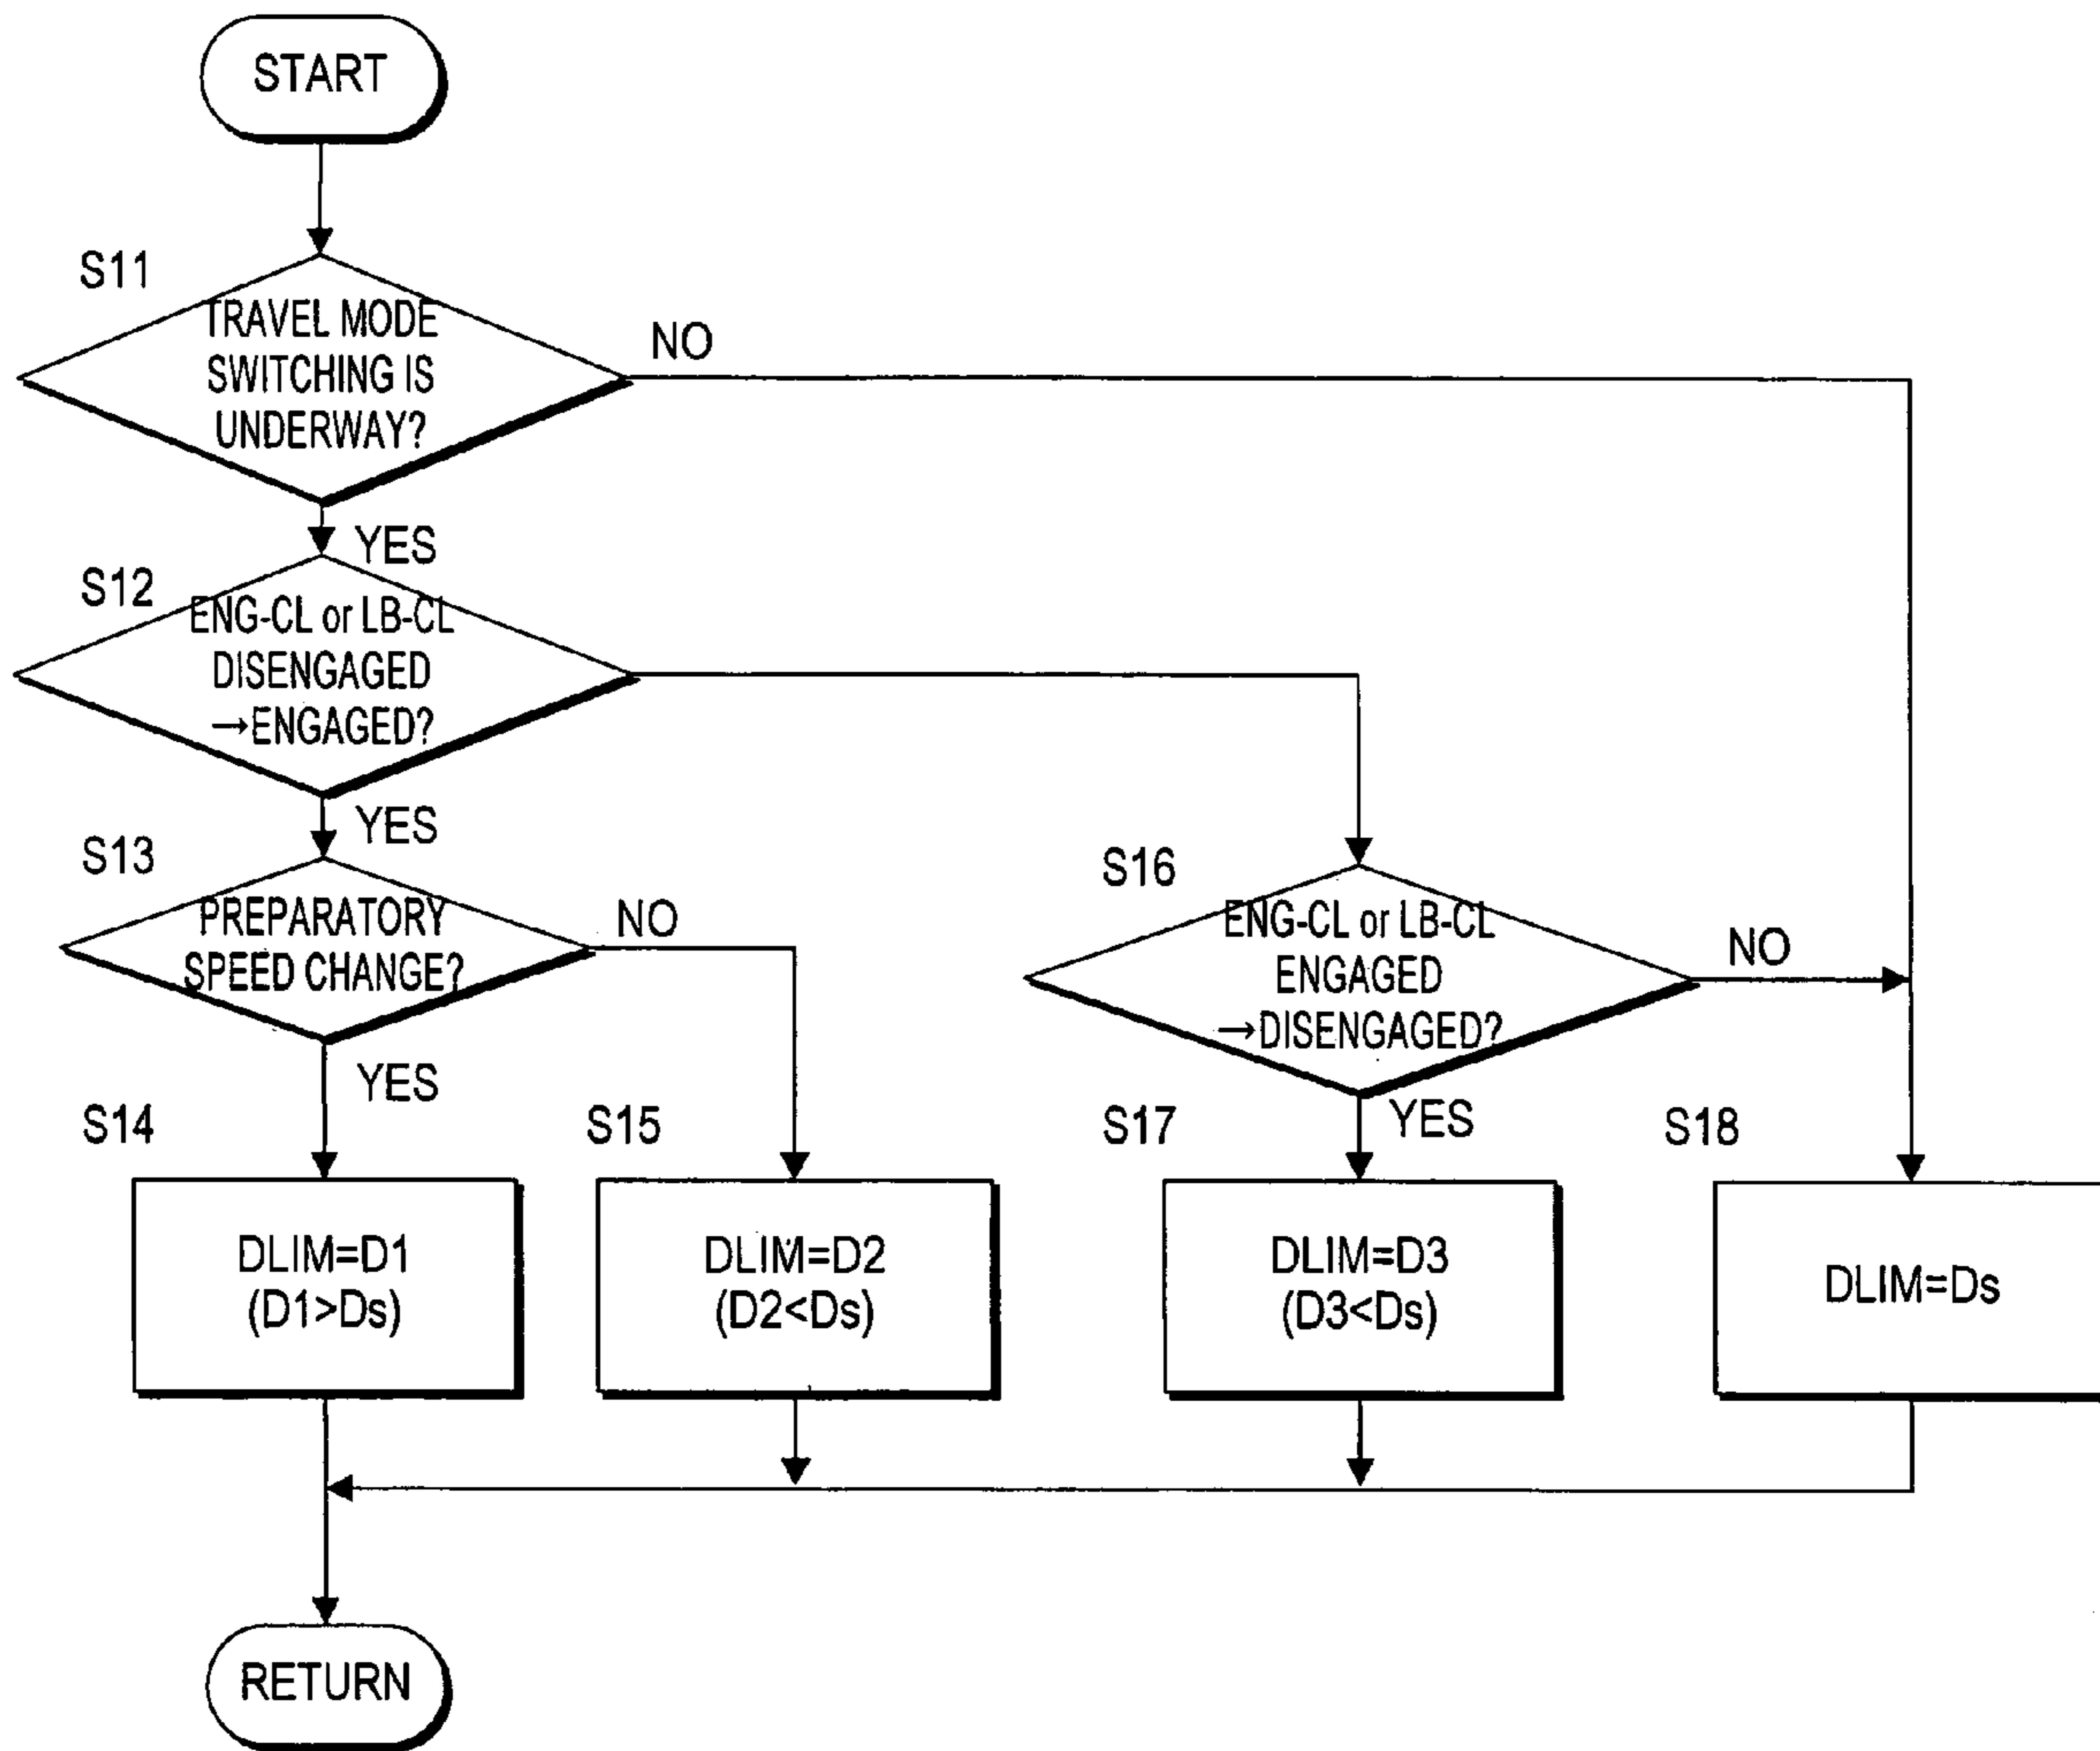 START
S11
TRAVEL MODE
SWITCHING IS
UNDERWAY?
NO
YES
S12
ENG-CL or LB-CL
DISENGAGED
→ENGAGED?
YES
S13
PREPARATORY
SPEED CHANGE?
NO
YES
S16
ENG-CL or LB-CL
ENGAGED
→DISENGAGED?
NO
YES
S14
DLIM=D1
(D1>Ds)
S15
DLIM=D2
(D2<Ds)
S17
DLIM=D3
(D3<Ds)
S18
DLIM=Ds
RETURN